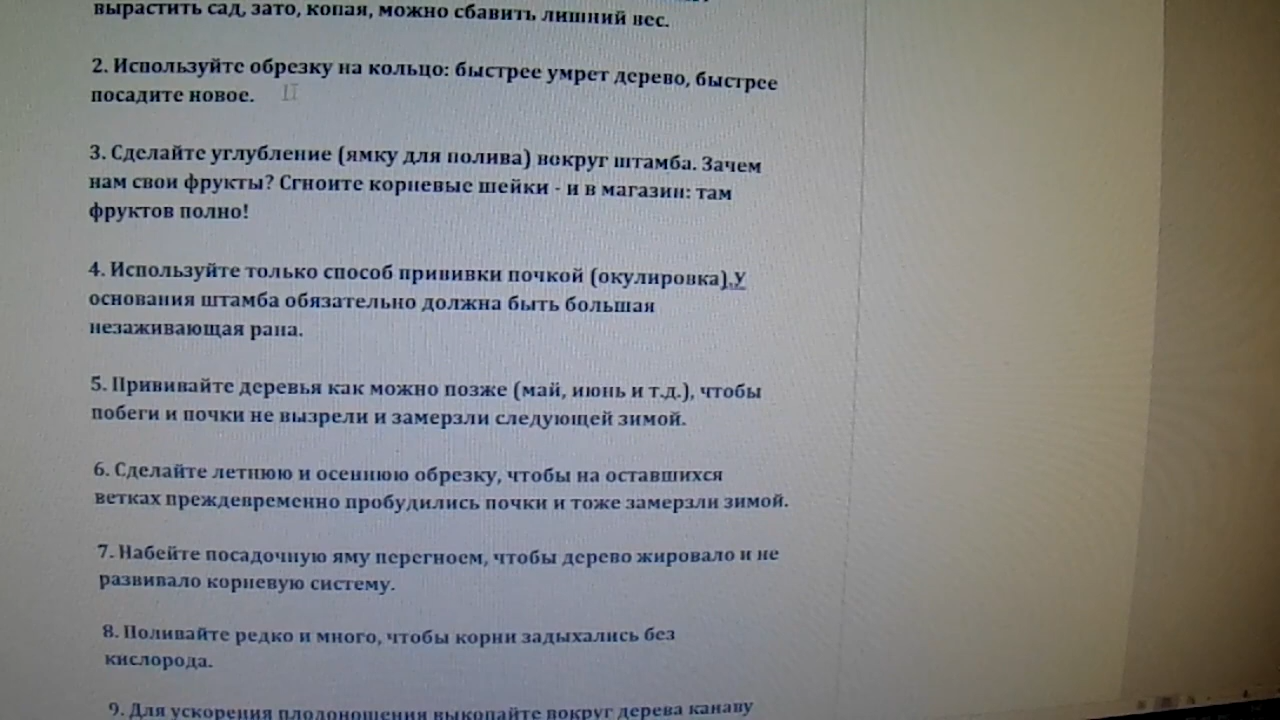 вырастить сад, зато, копая, можно сбавить лишний вес.
2. Используйте обрезку на кольцо: быстрее умрет дерево, быстрее
посадите новое.
3. Сделайте углубление (ямку для полива) вокруг штамба. Зачем
нам свои фрукты? Сгноите корневые шейки - и в магазин: там
фруктов полно!
4. Используйте только способ прививки почкой (окулировка).У
основания штамба обязательно должна быть большая
незаживающая рана.
5. Прививайте деревья как можно позже (май, июнь и т.д.), чтобы
побеги и почки не вызрели и замерзли следующей зимой.
6. Сделайте летнюю и осеннюю обрезку, чтобы на оставшихся
ветках преждевременно пробудились почки и тоже замерзли зимой.
7. Набейте посадочную яму перегноем, чтобы дерево жировало и не
развивало корневую систему.
8. Поливайте редко и много, чтобы корни задыхались без
кислорода.
9. Для ускорения плодоношения выкопайте вокруг дерева канаву